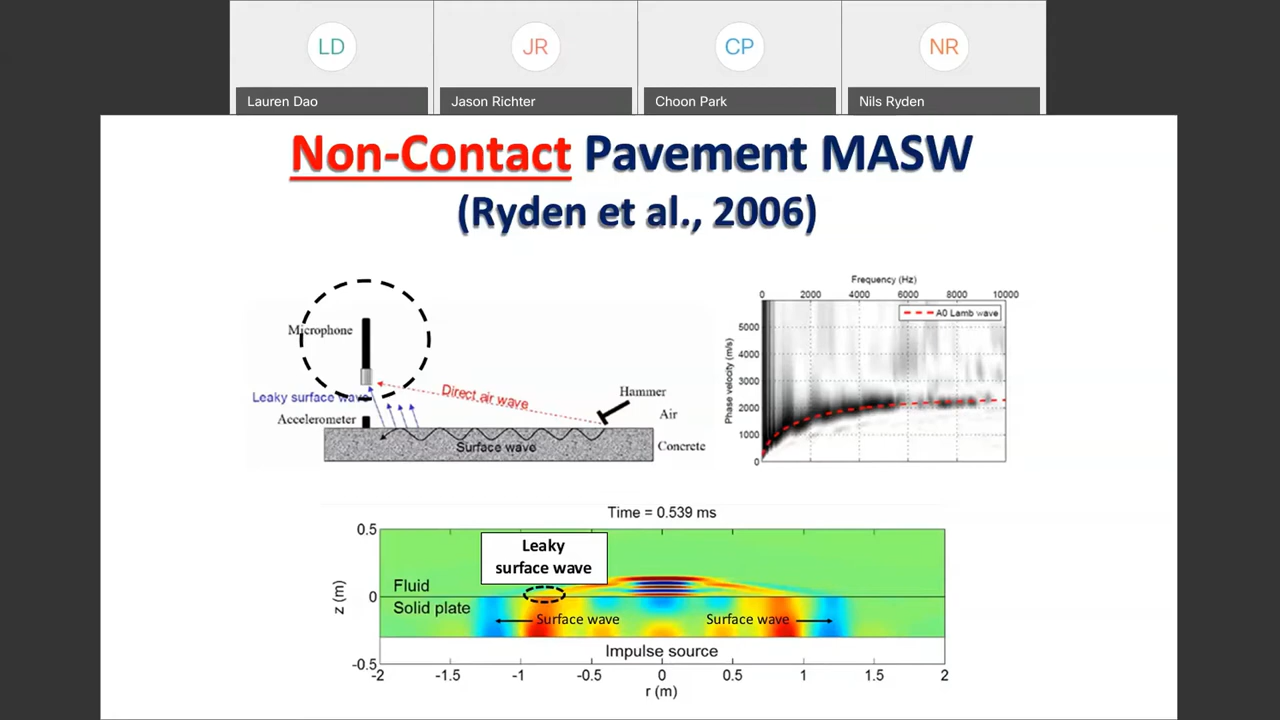 LD
JR
CP
NR
Lauren Dao
Jason Richter
Choon Park
Nils Ryden
Non-Contact Pavement MASW
(Ryden et al., 2006)
Microphone
Leaky surface wave
Accelerometer
Direct air wave
Hammer
Air
Surface wave
Concrete
Frequency (Hz)
0 2000 4000 6000 8000 10000
A0 Lamb wave
Phase velocity (m/s)
5000
4000
3000
2000
1000
0
Time = 0.539 ms
0.5
Leaky
surface wave
Fluid
z (m)
0
Solid plate
Surface wave
Surface wave
Impulse source
-0.5
-2 -1.5 -1 -0.5 0 0.5 1 1.5 2
r (m)